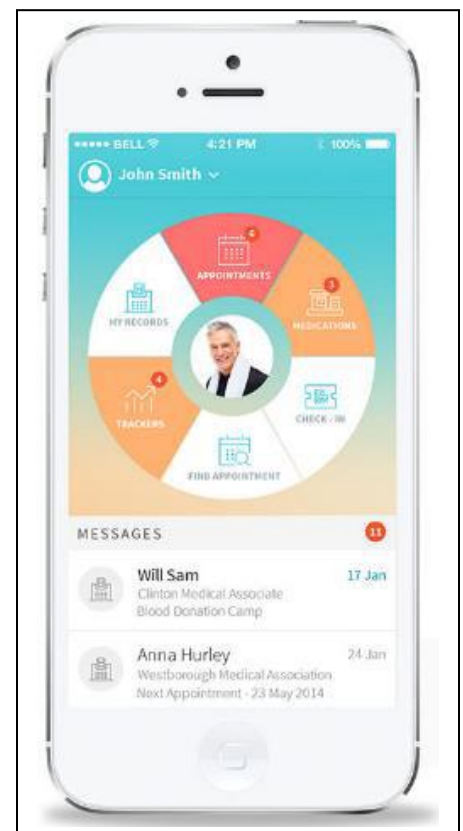 BELL 4:21 PM 100%
John Smith
6
APPOINTMENTS
3
MEDICATIONS
MY RECORDS
4
TRACKERS
CHECK - IN
FIND APPOINTMENT
MESSAGES 13
Will Sam 17 Jan
Clinton Medical Associate
Blood Donation Camp
Anna Hurley 24 Jan
Westborough Medical Association
Next Appointment - 23 May 2014